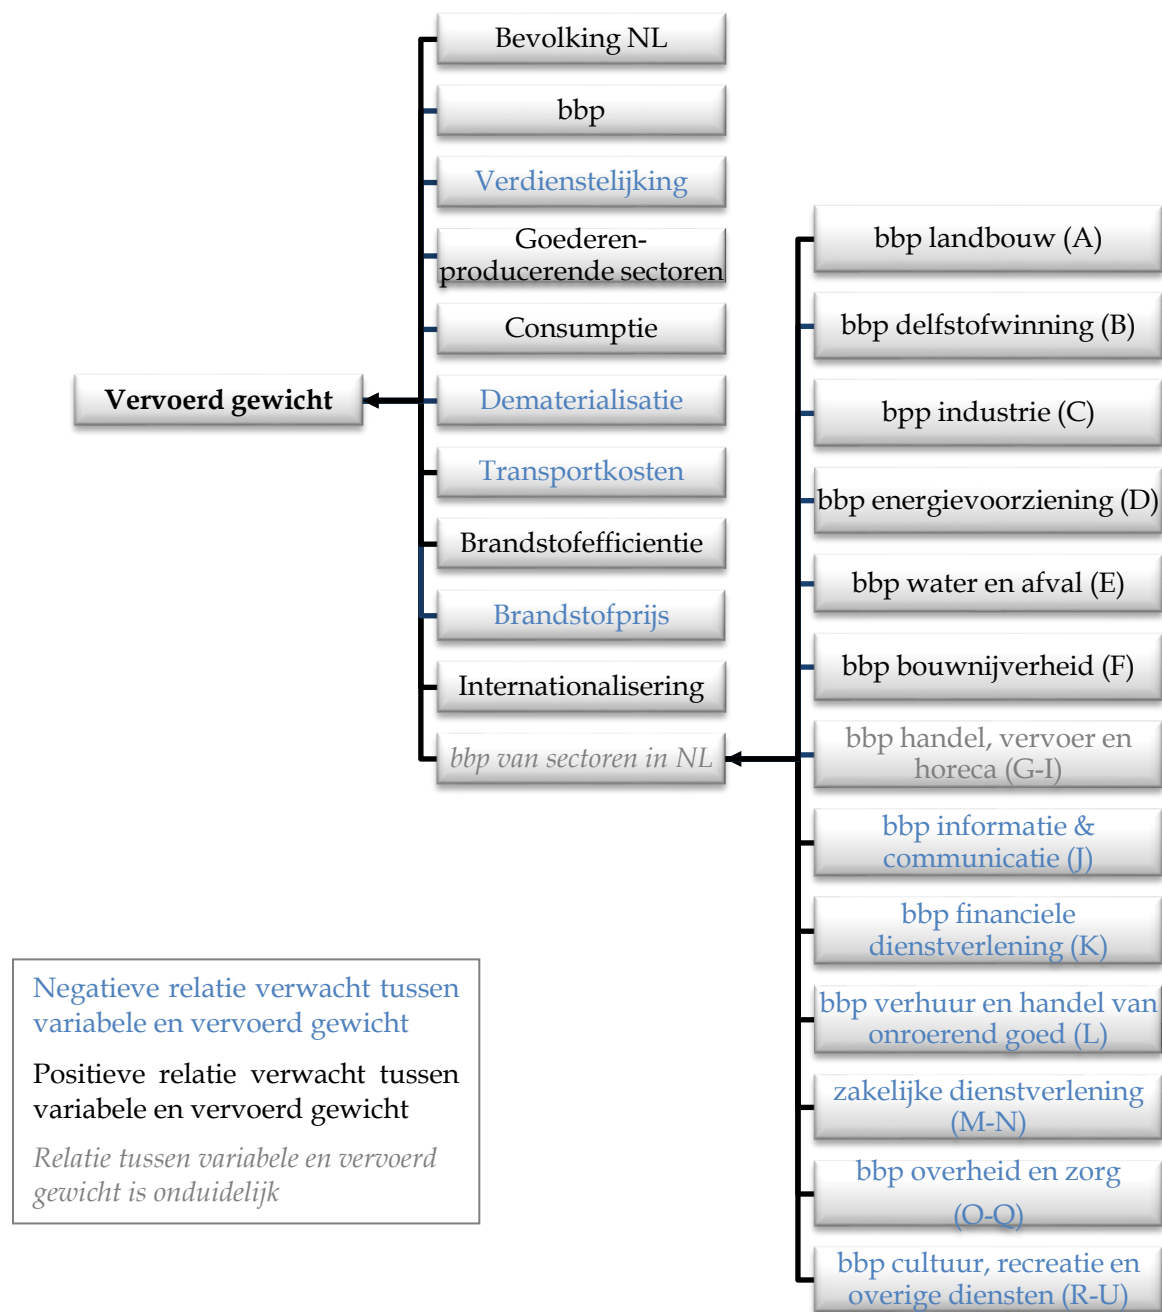 Bevolking NL
bbp
Verdienstelijking
Goederen-
producerende sectoren
Consumptie
Vervoerd gewicht
Dematerialisatie
Transportkosten
Brandstofefficientie
Brandstofprijs
Internationalisering
bbp van sectoren in NL
bbp landbouw (A)
bbp delfstofwinning (B)
bpp industrie (C)
bbp energievoorziening (D)
bbp water en afval (E)
bbp bouwnijverheid (F)
bbp handel, vervoer en
horeca (G-I)
bbp informatie &
communicatie (J)
bbp financiele
dienstverlening (K)
bbp verhuur en handel van
onroerend goed (L)
zakelijke dienstverlening
(M-N)
bbp overheid en zorg
(O-Q)
bbp cultuur, recreatie en
overige diensten (R-U)
Negatieve relatie verwacht tussen
variabele en vervoerd gewicht
Positieve relatie verwacht tussen
variabele en vervoerd gewicht
Relatie tussen variabele en vervoerd
gewicht is onduidelijk